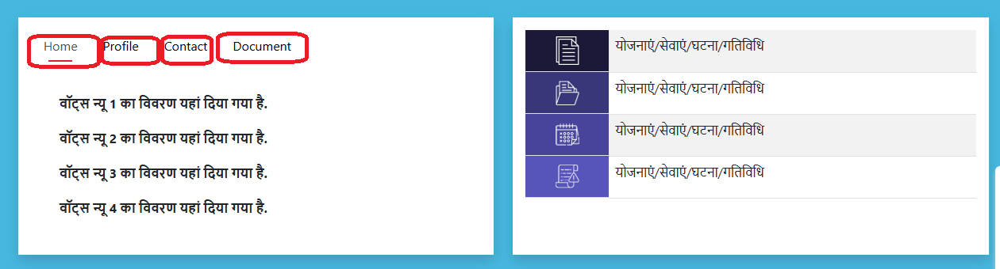 Home Profile Contact Document
वॉट्स न्यू 1 का विवरण यहां दिया गया है.
वॉट्स न्यू 2 का विवरण यहां दिया गया है.
वॉट्स न्यू 3 का विवरण यहां दिया गया है.
वॉट्स न्यू 4 का विवरण यहां दिया गया है.
योजनाएं/सेवाएं/घटना/गतिविधि
योजनाएं/सेवाएं/घटना/गतिविधि
योजनाएं/सेवाएं/घटना/गतिविधि
योजनाएं/सेवाएं/घटना/गतिविधि